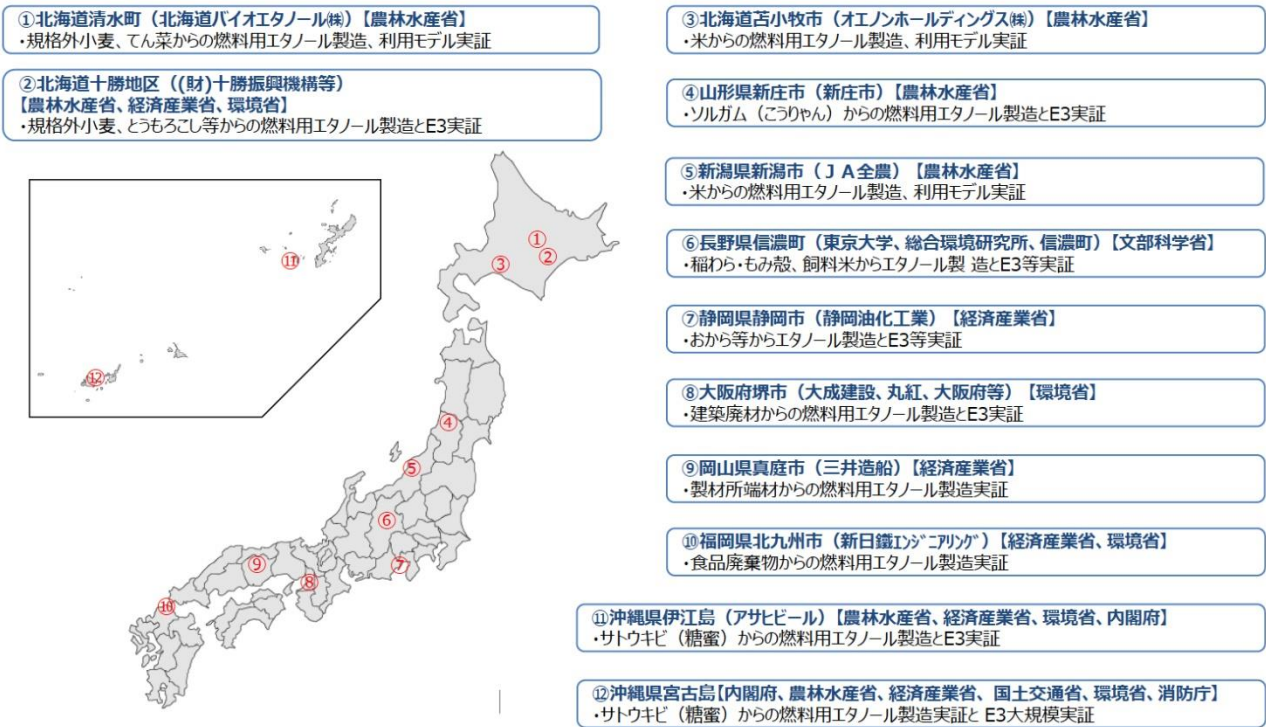 ①北海道清水町（北海道バイオエタノール㈱）【農林水産省】
・規格外小麦、てん菜からの燃料用エタノール製造、利用モデル実証
②北海道十勝地区（(財)十勝振興機構等）
【農林水産省、経済産業省、環境省】
・規格外小麦、とうもろこし等からの燃料用エタノール製造とE3実証
③北海道苫小牧市（オエノンホールディングス㈱）【農林水産省】
・米からの燃料用エタノール製造、利用モデル実証
④山形県新庄市（新庄市）【農林水産省】
・ソルガム（こうりゃん）からの燃料用エタノール製造とE3実証
⑤新潟県新潟市（ＪＡ全農）【農林水産省】
・米からの燃料用エタノール製造、利用モデル実証
⑥長野県信濃町（東京大学、総合環境研究所、信濃町）【文部科学省】
・稲わら・もみ殻、飼料米からエタノール製 造とE3等実証
⑦静岡県静岡市（静岡油化工業）【経済産業省】
・おから等からエタノール製造とE3等実証
⑧大阪府堺市（大成建設、丸紅、大阪府等）【環境省】
・建築廃材からの燃料用エタノール製造とE3実証
⑨岡山県真庭市（三井造船）【経済産業省】
・製材所端材からの燃料用エタノール製造実証
⑩福岡県北九州市（新日鐵ｴﾝｼﾞﾆｱﾘﾝｸﾞ）【経済産業省、環境省】
・食品廃棄物からの燃料用エタノール製造実証
⑪沖縄県伊江島（アサヒビール）【農林水産省、経済産業省、環境省、内閣府】
・サトウキビ（糖蜜）からの燃料用エタノール製造とE3実証
⑫沖縄県宮古島【内閣府、農林水産省、経済産業省、国土交通省、環境省、消防庁】
・サトウキビ（糖蜜）からの燃料用エタノール製造実証と E3大規模実証
①
②
③
④
⑤
⑥
⑦
⑧
⑨
⑩
⑪
⑫